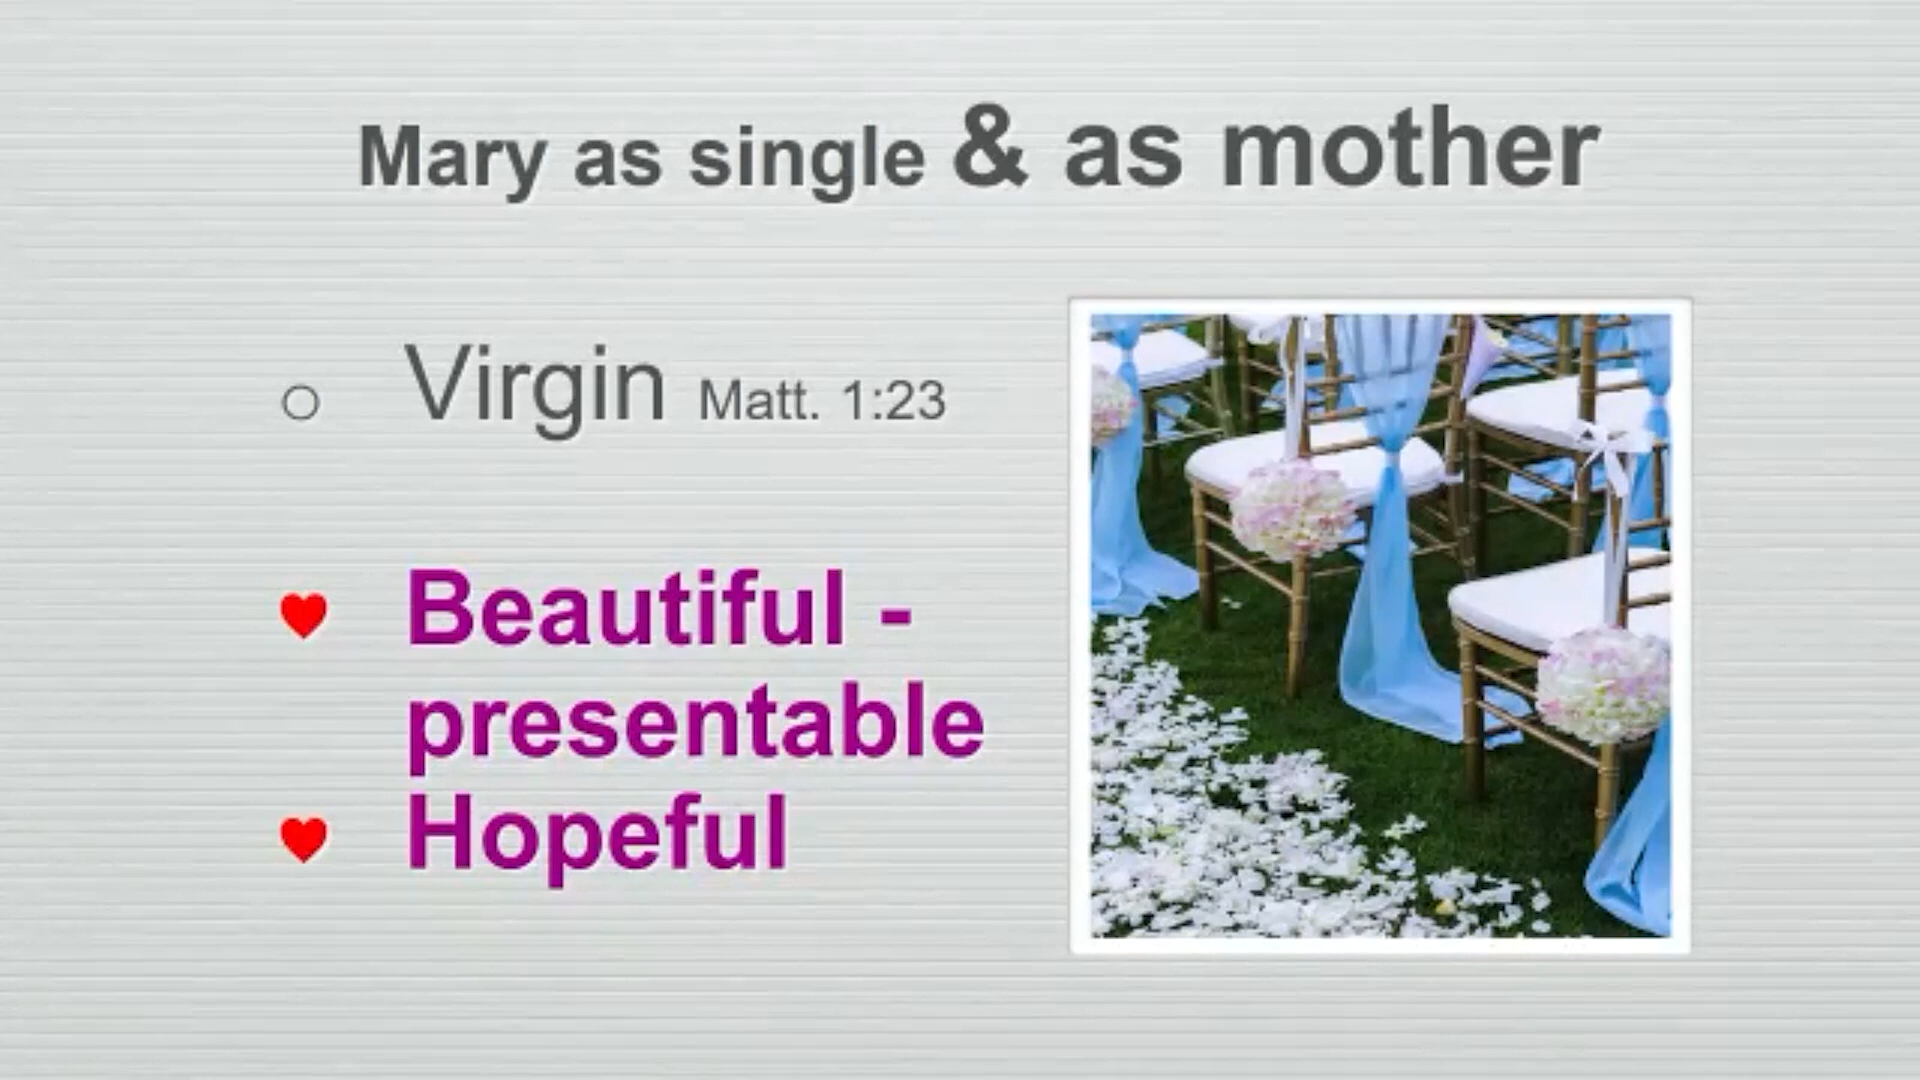 Mary as single & as mother
Virgin Matt. 1:23
Beautiful -
presentable
Hopeful